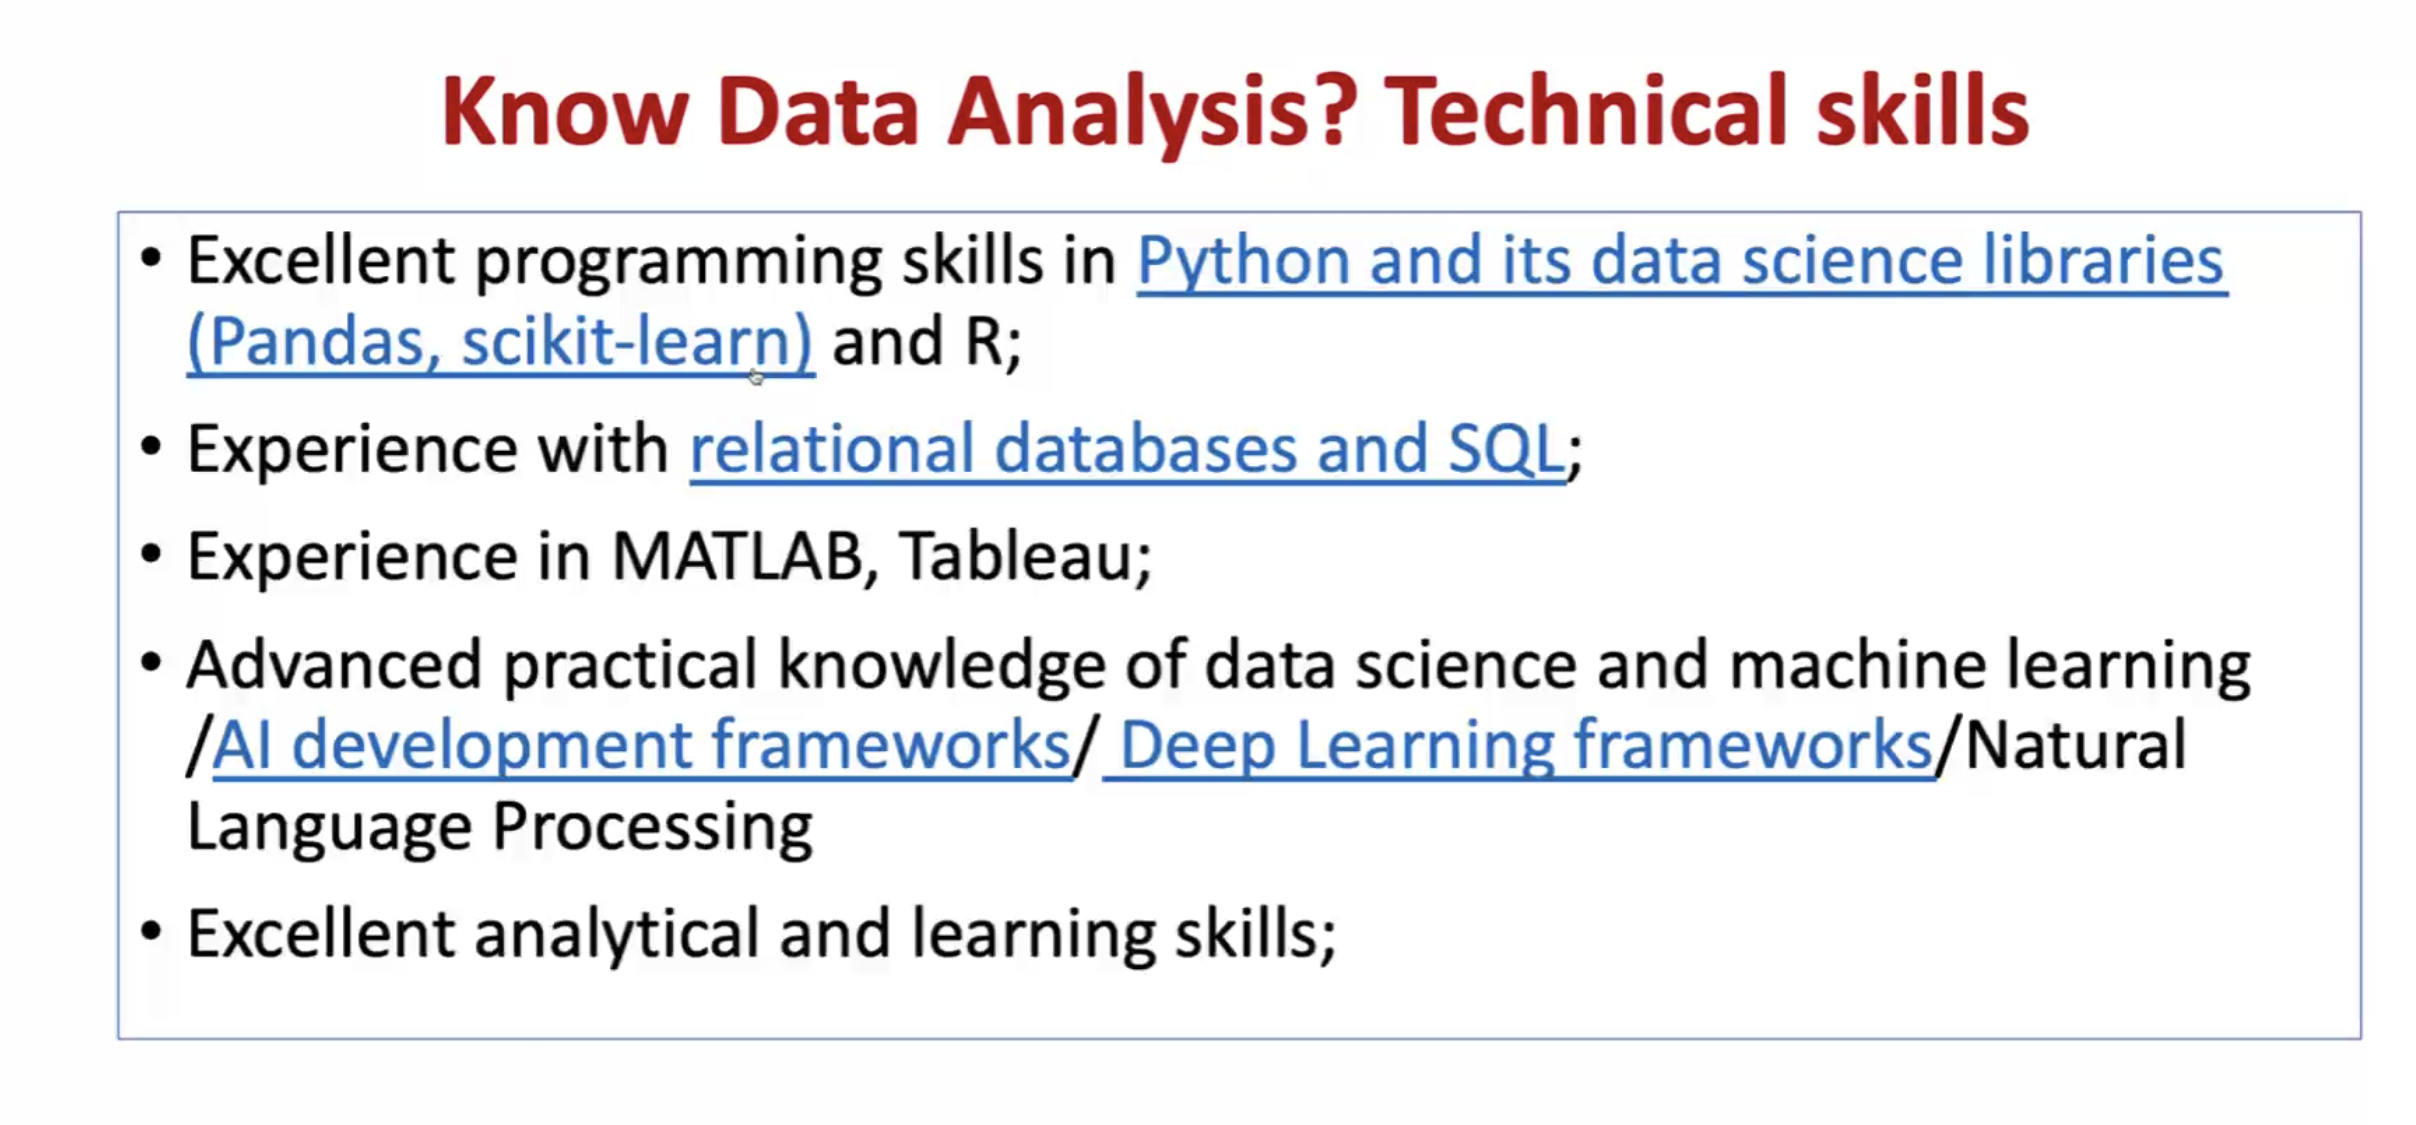 Know Data Analysis? Technical skills
• Excellent programming skills in Python and its data science libraries
(Pandas, scikit-learn) and R;
• Experience with relational databases and SQL;
• Experience in MATLAB, Tableau;
• Advanced practical knowledge of data science and machine learning
/AI development frameworks/ Deep Learning frameworks/Natural
Language Processing
• Excellent analytical and learning skills;